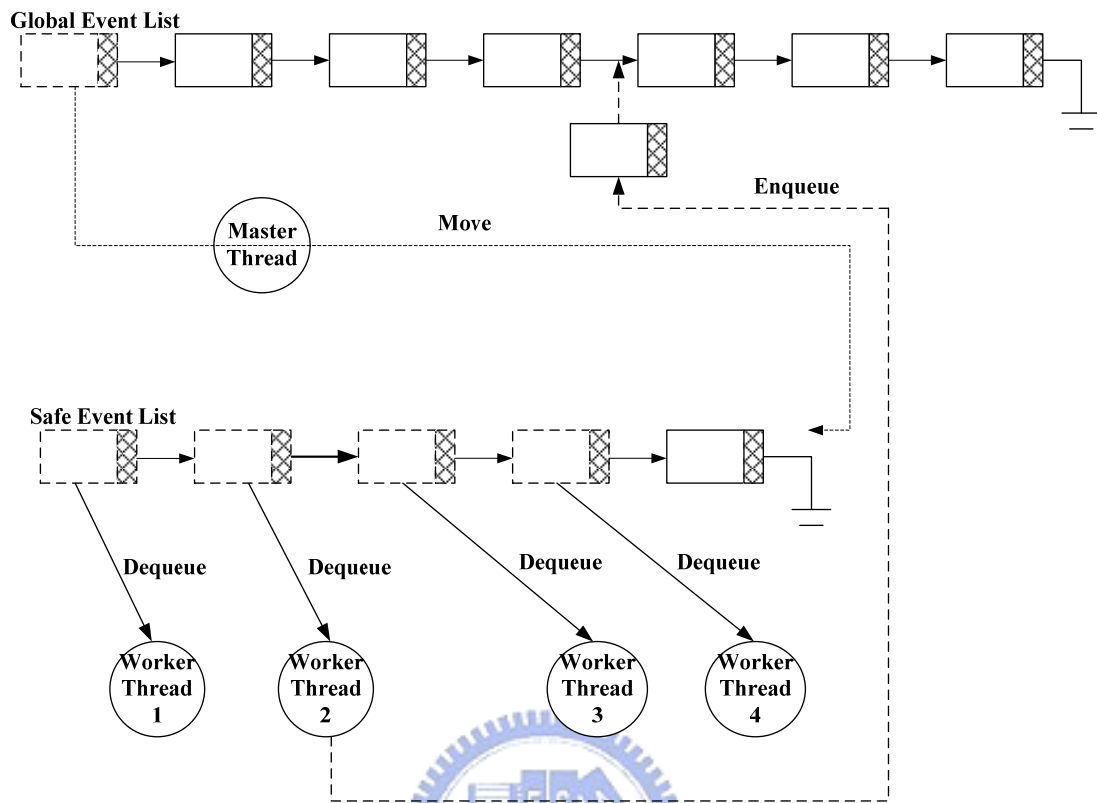 Global Event List
Enqueue
Master
Thread
Move
Safe Event List
Dequeue
Dequeue
Dequeue
Dequeue
Worker
Thread
1
Worker
Thread
2
Worker
Thread
3
Worker
Thread
4